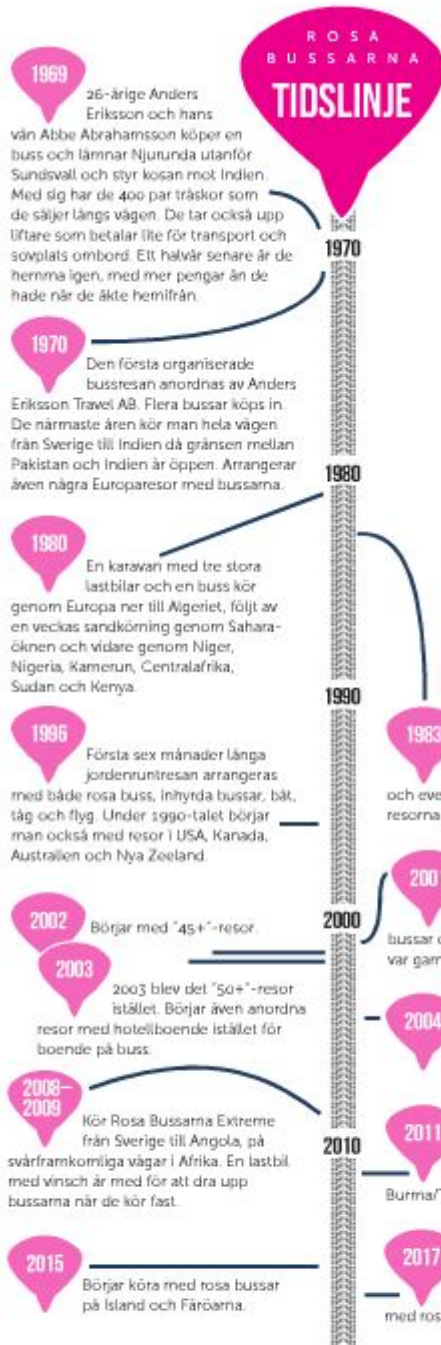 ROSA
BUSSARNA
TIDSLINJE
1969
26-årige Anders
Eriksson och hans
vän Abbe Abrahamsson köper en
buss och lämnar Njurunda utanför
Sundsvall och styr kosan mot Indien.
Med sig har de 400 par träskor som
de säljer längs vägen. De tar också upp
liftare som betalar lite för transport och
sovplats ombord. Ett halvår senare är de
hemma igen, med mer pengar än de
hade när de åkte hemifrån.
1970
1970
Den första organiserade
bussresan anordnas av Anders
Eriksson Travel AB. Flera bussar köps in.
De närmaste åren kör man hela vägen
från Sverige till Indien då gränsen mellan
Pakistan och Indien är öppen. Arrangerar
även några Europaresor med bussarna.
1980
1980
En karavan med tre stora
lastbilar och en buss kör
genom Europa ner till Algeriet, följt av
en veckas sandkörning genom Sahara-
öknen och vidare genom Niger,
Nigeria, Kamerun, Centralafrika,
Sudan och Kenya.
1990
1983
och eve
resorna
1996
Första sex månader långa
jordenruntresan arrangeras
med både rosa buss, inhyrda bussar, båt,
tåg och flyg. Under 1990-talet börjar
man också med resor i USA, Kanada,
Australien och Nya Zeeland.
200
bussar
var gam
2000
2002
Börjar med "45+"-resor.
2003
2003 blev det "50+"-resor
istället. Börjar även anordna
resor med hotellboende istället för
boende på buss.
2004
2008–
2009
Kör Rosa Bussarna Extreme
från Sverige till Angola, på
svårframkomliga vägar i Afrika. En lastbil
med vinsch är med för att dra upp
bussarna när de kör fast.
2010
2011
Burma/
2015
Börjar köra med rosa bussar
på Island och Färöarna.
2017
med ros